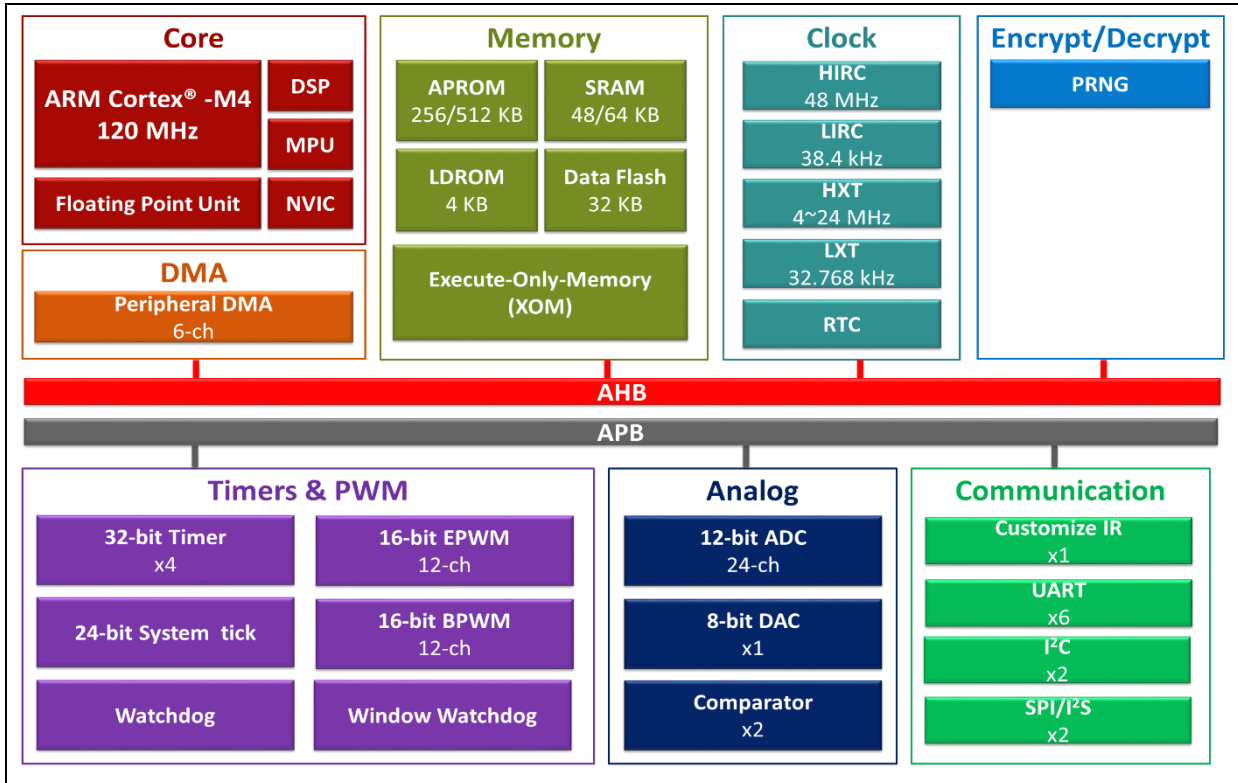 Core
ARM Cortex® -M4
120 MHz
DSP
MPU
Floating Point Unit
NVIC
DMA
Peripheral DMA
6-ch
Memory
APROM
256/512 KB
SRAM
48/64 KB
LDROM
4 KB
Data Flash
32 KB
Execute-Only-Memory
(XOM)
Clock
HIRC
48 MHz
LIRC
38.4 kHz
HXT
4~24 MHz
LXT
32.768 kHz
RTC
Encrypt/Decrypt
PRNG
AHB
APB
Timers & PWM
32-bit Timer
x4
16-bit EPWM
12-ch
24-bit System tick
16-bit BPWM
12-ch
Watchdog
Window Watchdog
Analog
12-bit ADC
24-ch
8-bit DAC
x1
Comparator
x2
Communication
Customize IR
x1
UART
x6
I²C
x2
SPI/I²S
x2